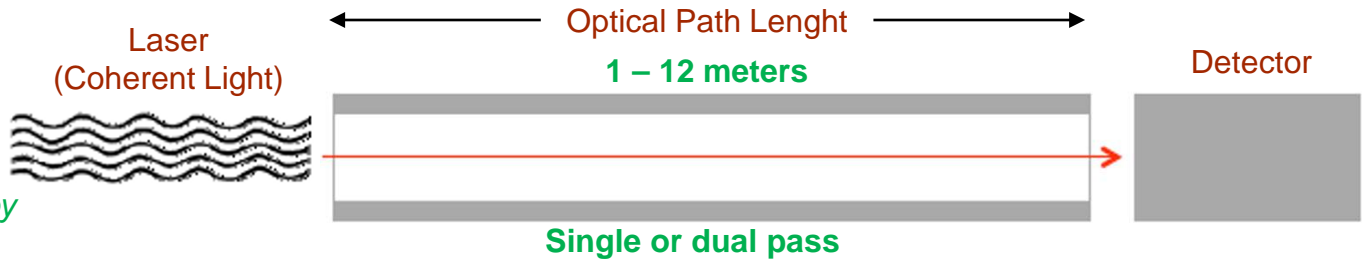 Optical Path Lenght
Laser
(Coherent Light)
1 – 12 meters
Detector
Single or dual pass